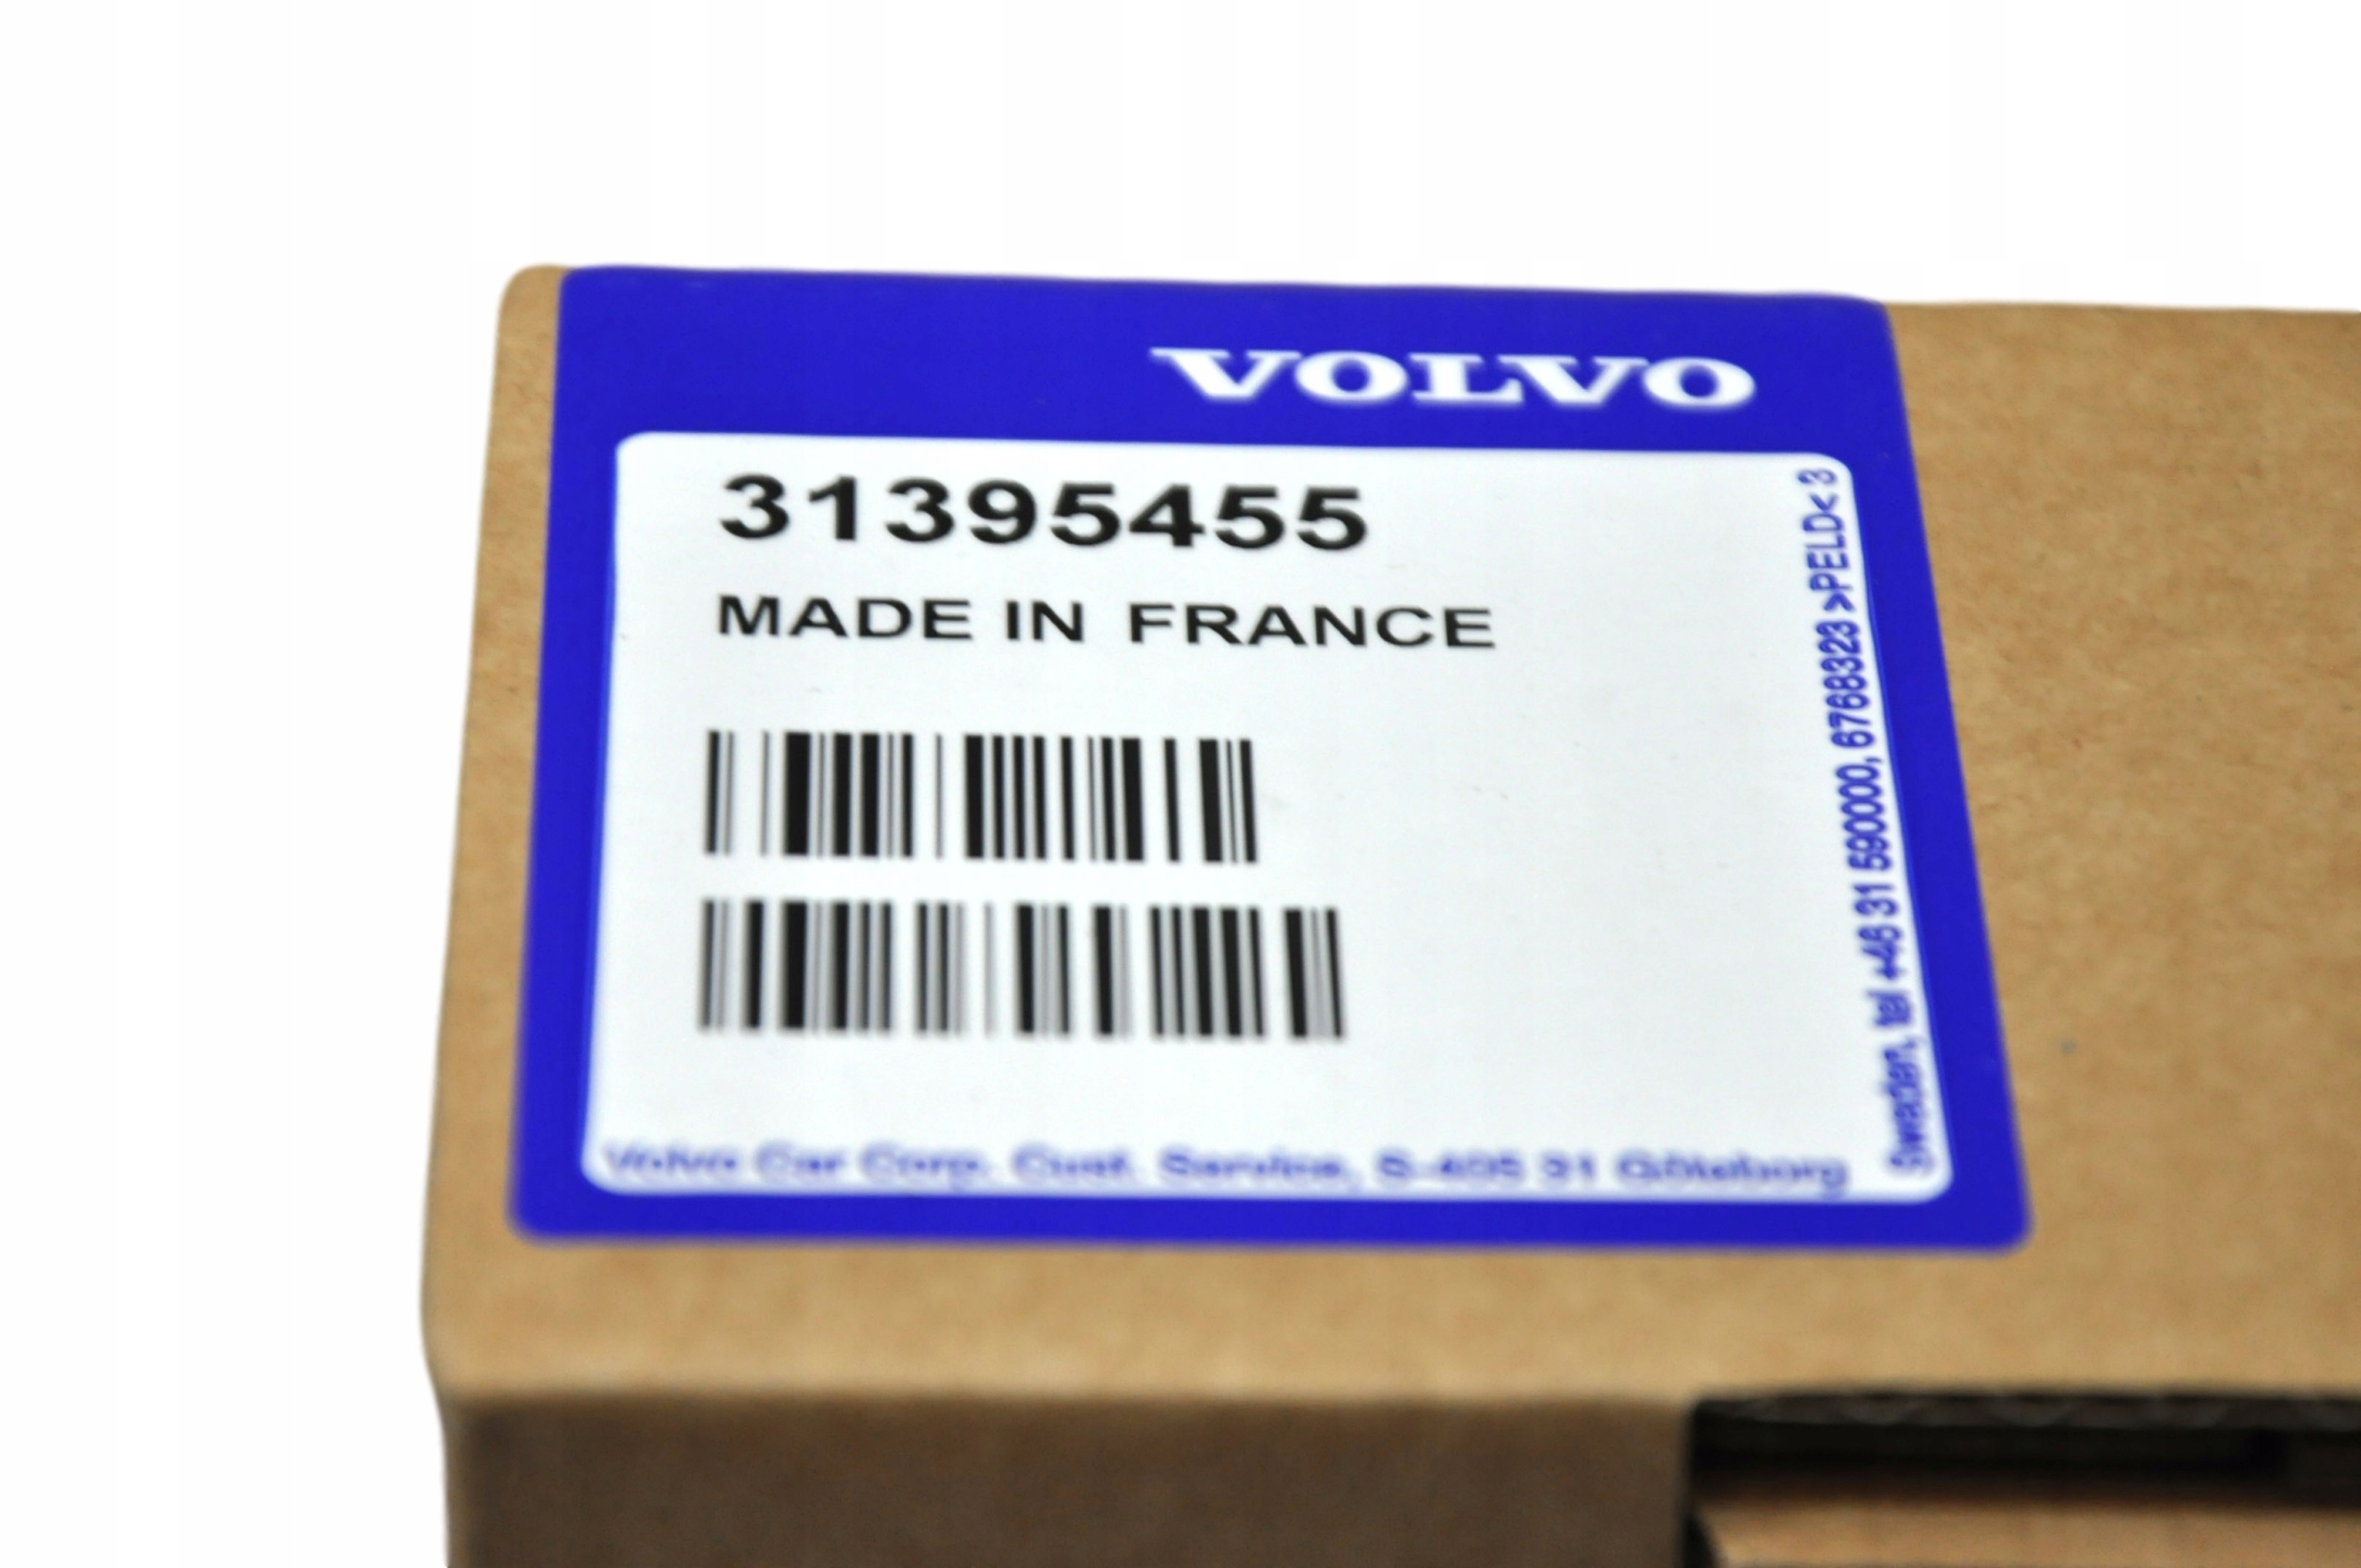 VOLVO
31395455
MADE IN FRANCE
Volvo Car Corp. Cust. Service, S-405 31 Göteborg
Sweden, tel +46 31 590000, 6768323 >PELD< 3